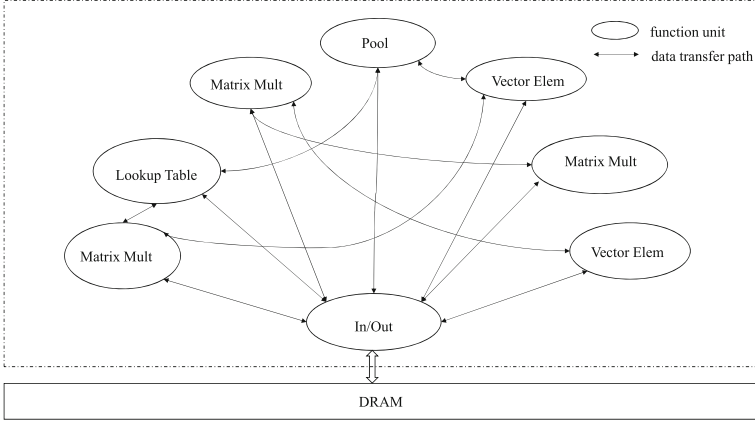 Pool
function unit
data transfer path
Matrix Mult
Vector Elem
Lookup Table
Matrix Mult
Matrix Mult
Vector Elem
In/Out
DRAM